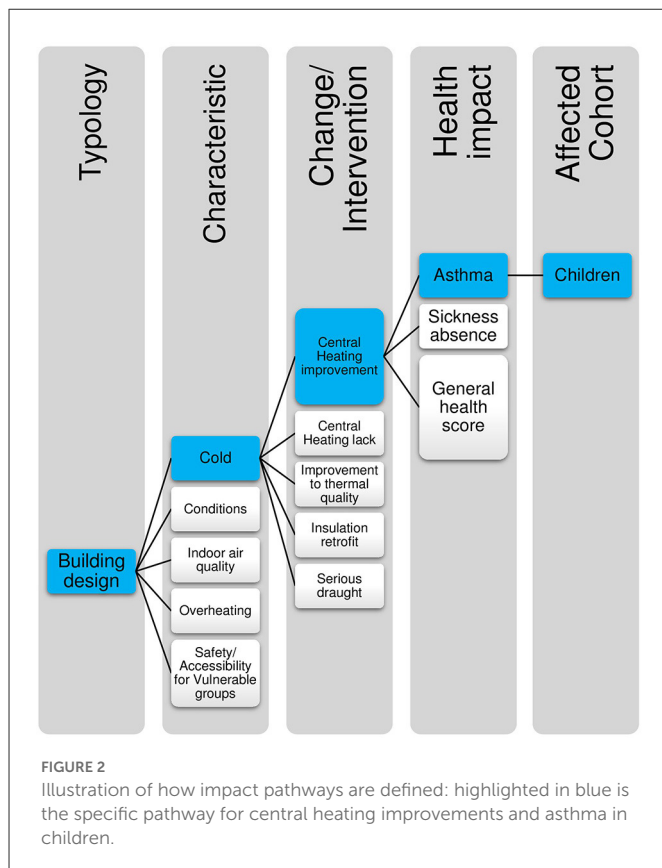 Typology
Characteristic
Change/
Intervention
Health
impact
Affected
Cohort
Building
design
Cold
Conditions
Indoor air
quality
Overheating
Safety/
Accessibility
for Vulnerable
groups
Central
Heating
improvement
Central
Heating lack
Improvement
to thermal
quality
Insulation
retrofit
Serious
draught
Asthma
Sickness
absence
General
health
score
Children
FIGURE 2
Illustration of how impact pathways are defined: highlighted in blue is
the specific pathway for central heating improvements and asthma in
children.